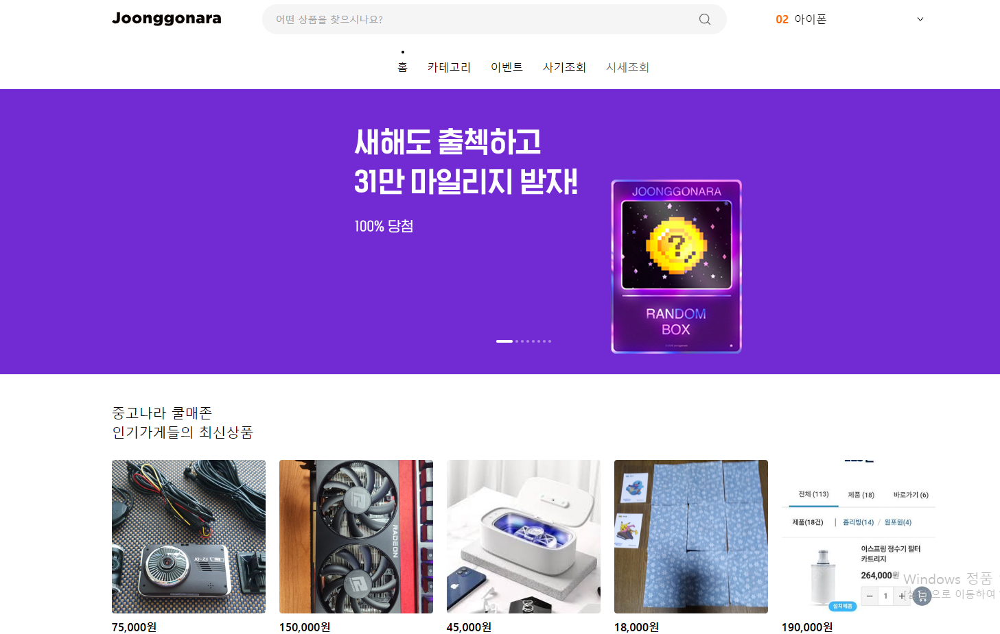 Joonggonara
어떤 상품을 찾으시나요?
02 아이폰
홈 카테고리 이벤트 사기조회 시세조회
새해도 출첵하고
31만 마일리지 받자!
100% 당첨
JOONGGONARA
RANDOM
BOX
중고나라 쿨매존
인기가게들의 최신상품
RADEON
전체 (113) 제품 (18) 바로가기 (6)
제품(18건) | 홈리빙(14) / 원포원(4)
이스프링 정수기 필터
카트리지
264,000원
- 1 +
설치제품
Windows 정품
으로 이동하여
75,000원
150,000원
45,000원
18,000원
190,000원